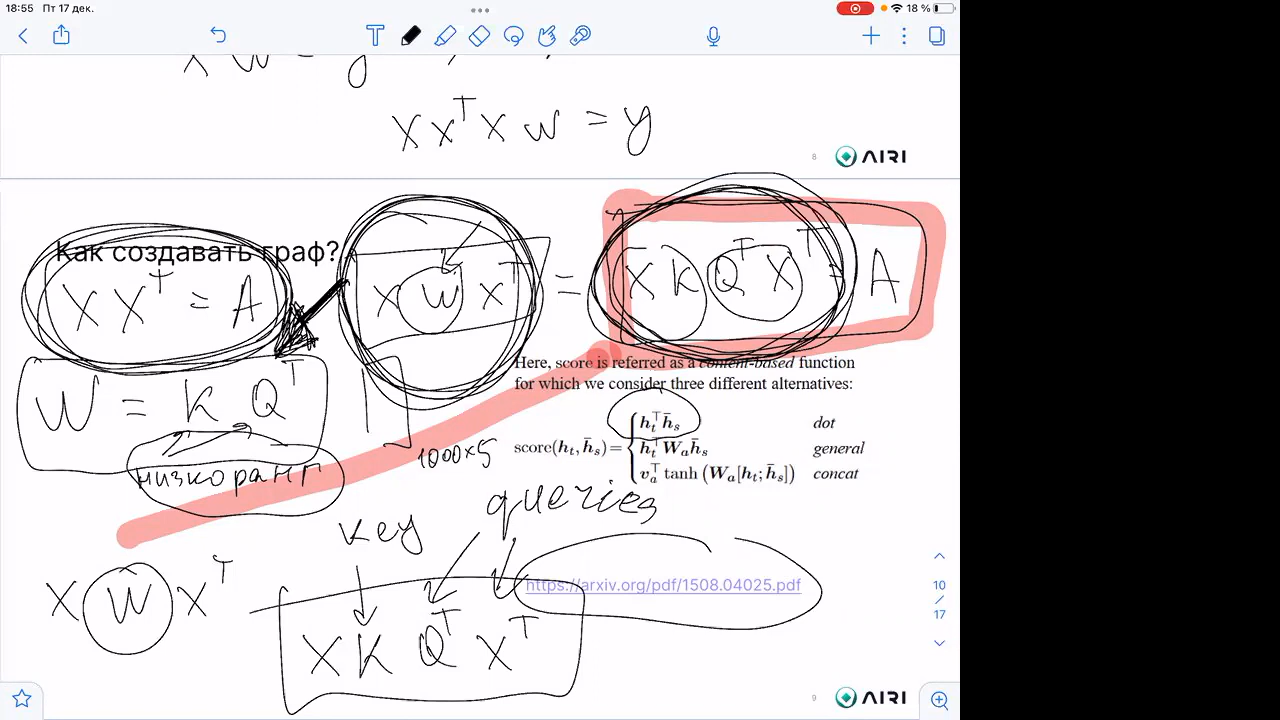 18:55 Пт 17 дек.
18 %
X W = y
X X^T X W = y
8
AIRI
Как создавать граф?
X X^T = A
X W X^T = X K Q^T X^T = A
W = K Q^T
низкоранг
1000×5
Here, score is referred as a content-based function
for which we consider three different alternatives:
score(h_t, h̄_s) =
h_t^⊤ h̄_s dot
h_t^⊤ W_a h̄_s general
v_a^⊤ tanh (W_a[h_t; h̄_s]) concat
key
queries
https://arxiv.org/pdf/1508.04025.pdf
X W X^T
X K Q^T X^T
10
/
17
9
AIRI